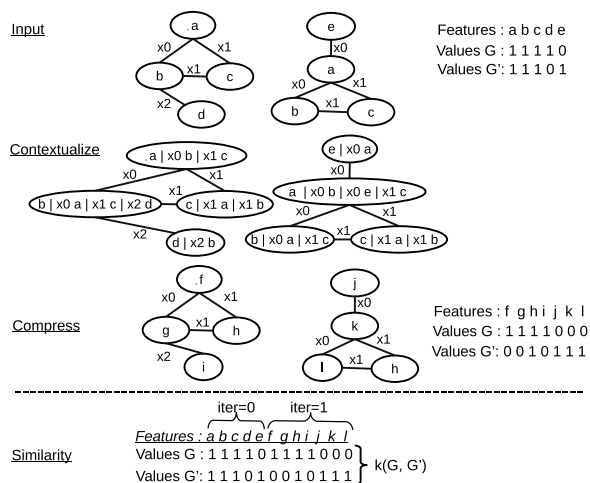 Input
.a
x0
x1
b
x1
c
x2
d
e
x0
a
x0
x1
b
x1
c
Features : a b c d e
Values G : 1 1 1 1 0
Values G’: 1 1 1 0 1
Contextualize
.a | x0 b | x1 c
x0
x1
b | x0 a | x1 c | x2 d
x1
c | x1 a | x1 b
x2
d | x2 b
e | x0 a
x0
a | x0 b | x0 e | x1 c
x0
x1
b | x0 a | x1 c
x1
c | x1 a | x1 b
Compress
.f
x0
x1
g
x1
h
x2
i
j
x0
k
x0
x1
l
x1
h
Features : f g h i j k l
Values G : 1 1 1 1 0 0 0
Values G’: 0 0 1 0 1 1 1
iter=0
iter=1
Similarity
Features : a b c d e f g h i j k l
Values G : 1 1 1 1 0 1 1 1 1 0 0 0
Values G’: 1 1 1 0 1 0 0 1 0 1 1 1
k(G, G’)